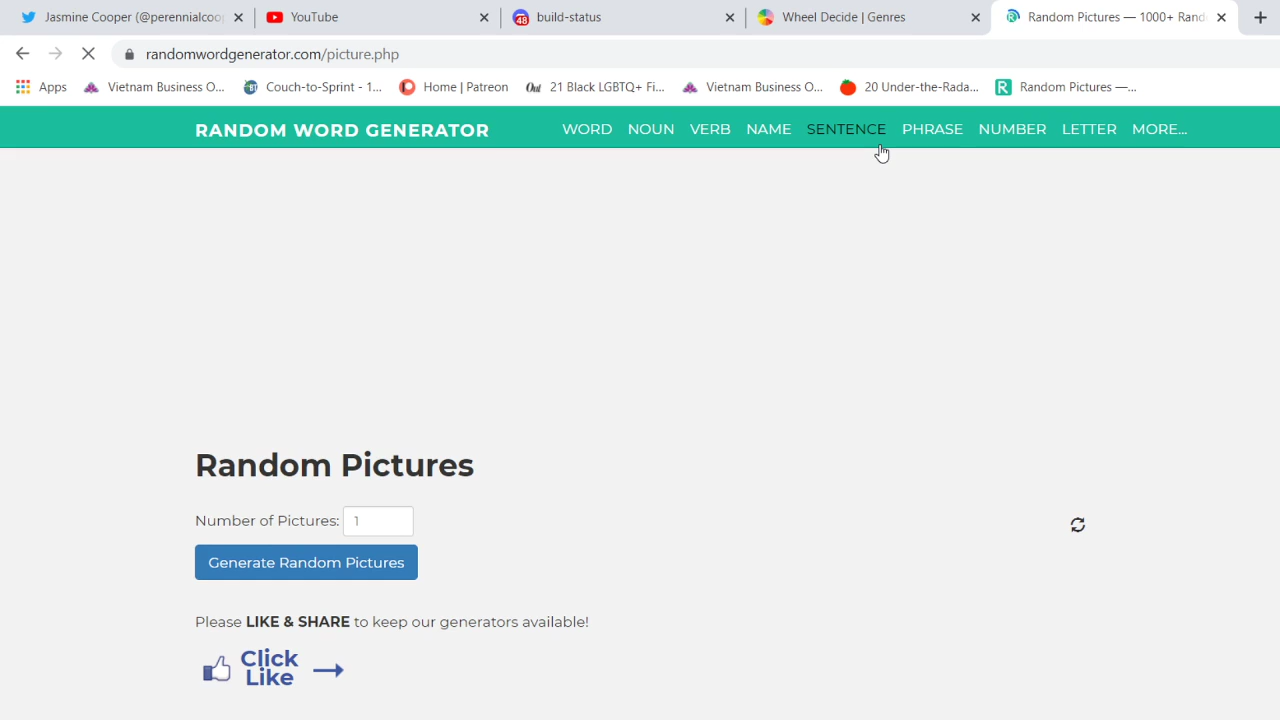 Jasmine Cooper (@perennialcoop
YouTube
48
build-status
Wheel Decide | Genres
Random Pictures — 1000+ Rand
randomwordgenerator.com/picture.php
Apps
Vietnam Business O...
Couch-to-Sprint - 1...
Home | Patreon
Out
21 Black LGBTQ+ Fi...
Vietnam Business O...
20 Under-the-Rada...
R
Random Pictures —...
RANDOM WORD GENERATOR
WORD NOUN VERB NAME SENTENCE PHRASE NUMBER LETTER MORE...
Random Pictures
Number of Pictures: 1
Generate Random Pictures
Please LIKE & SHARE to keep our generators available!
Click
Like